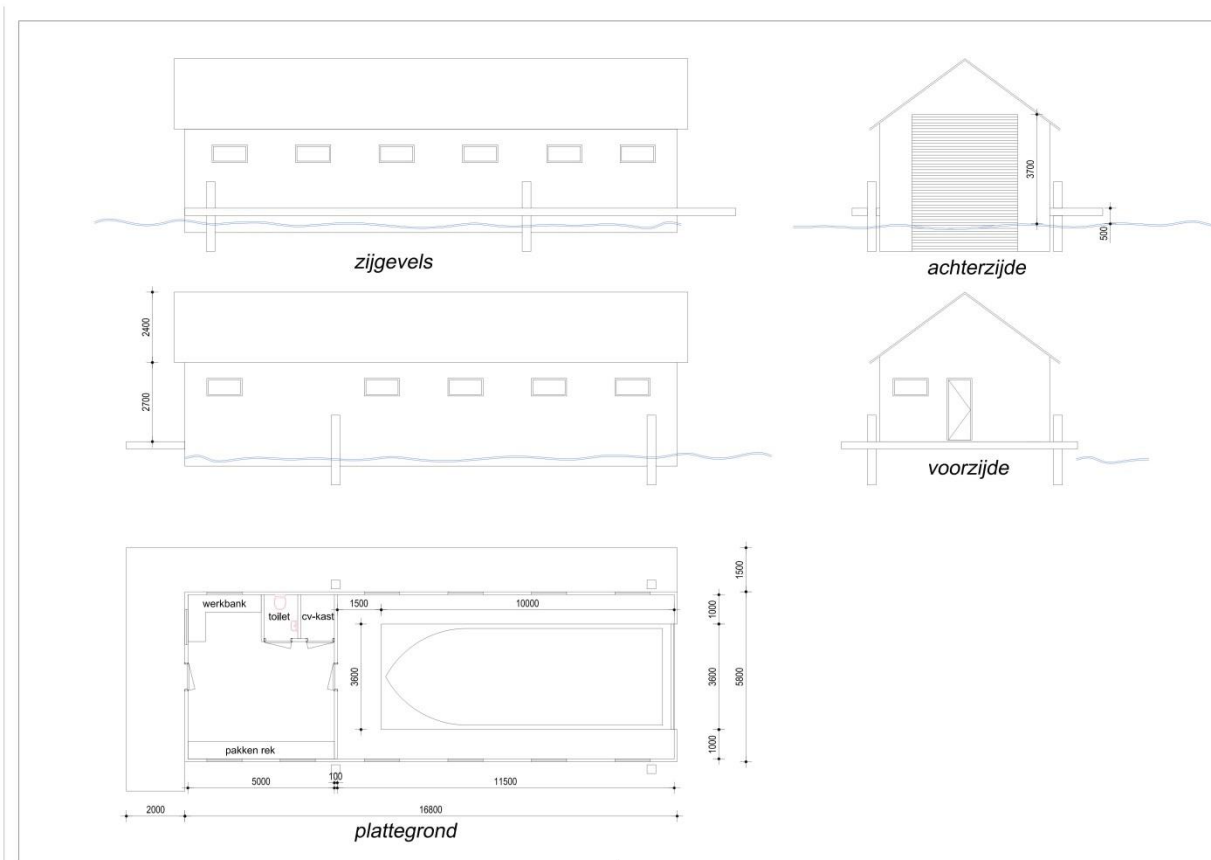 3700
500
zijgevels
achterzijde
2400
2700
voorzijde
1500
werkbank
toilet
cv-kast
1500
10000
1000
3600
3600
5800
1000
pakken rek
5000
100
11500
2000
16800
plattegrond